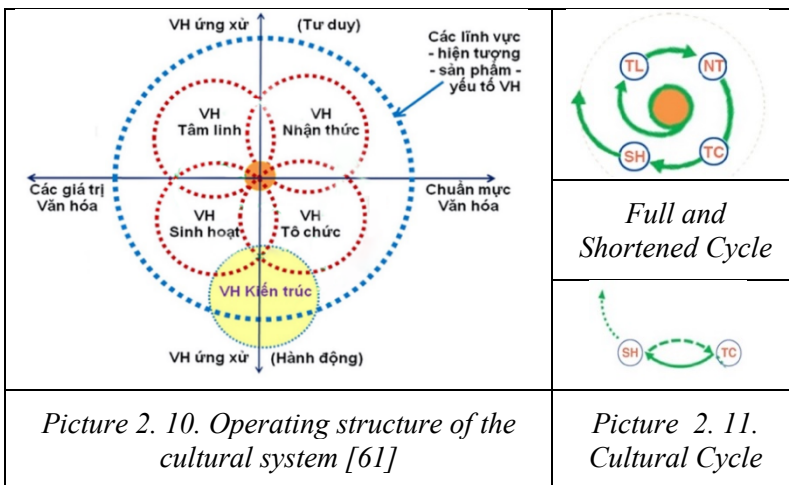 VH ứng xử (Tư duy)
Các lĩnh vực
- hiện tượng
- sản phẩm -
yếu tố VH
VH
Tâm linh
VH
Nhận thức
Các giá trị
Văn hóa
Chuẩn mực
Văn hóa
VH
Sinh hoạt
VH
Tổ chức
VH Kiến trúc
VH ứng xử (Hành động)
TL
NT
SH
TC
Full and
Shortened Cycle
SH
TC
Picture 2. 10. Operating structure of the
cultural system [61]
Picture 2. 11.
Cultural Cycle